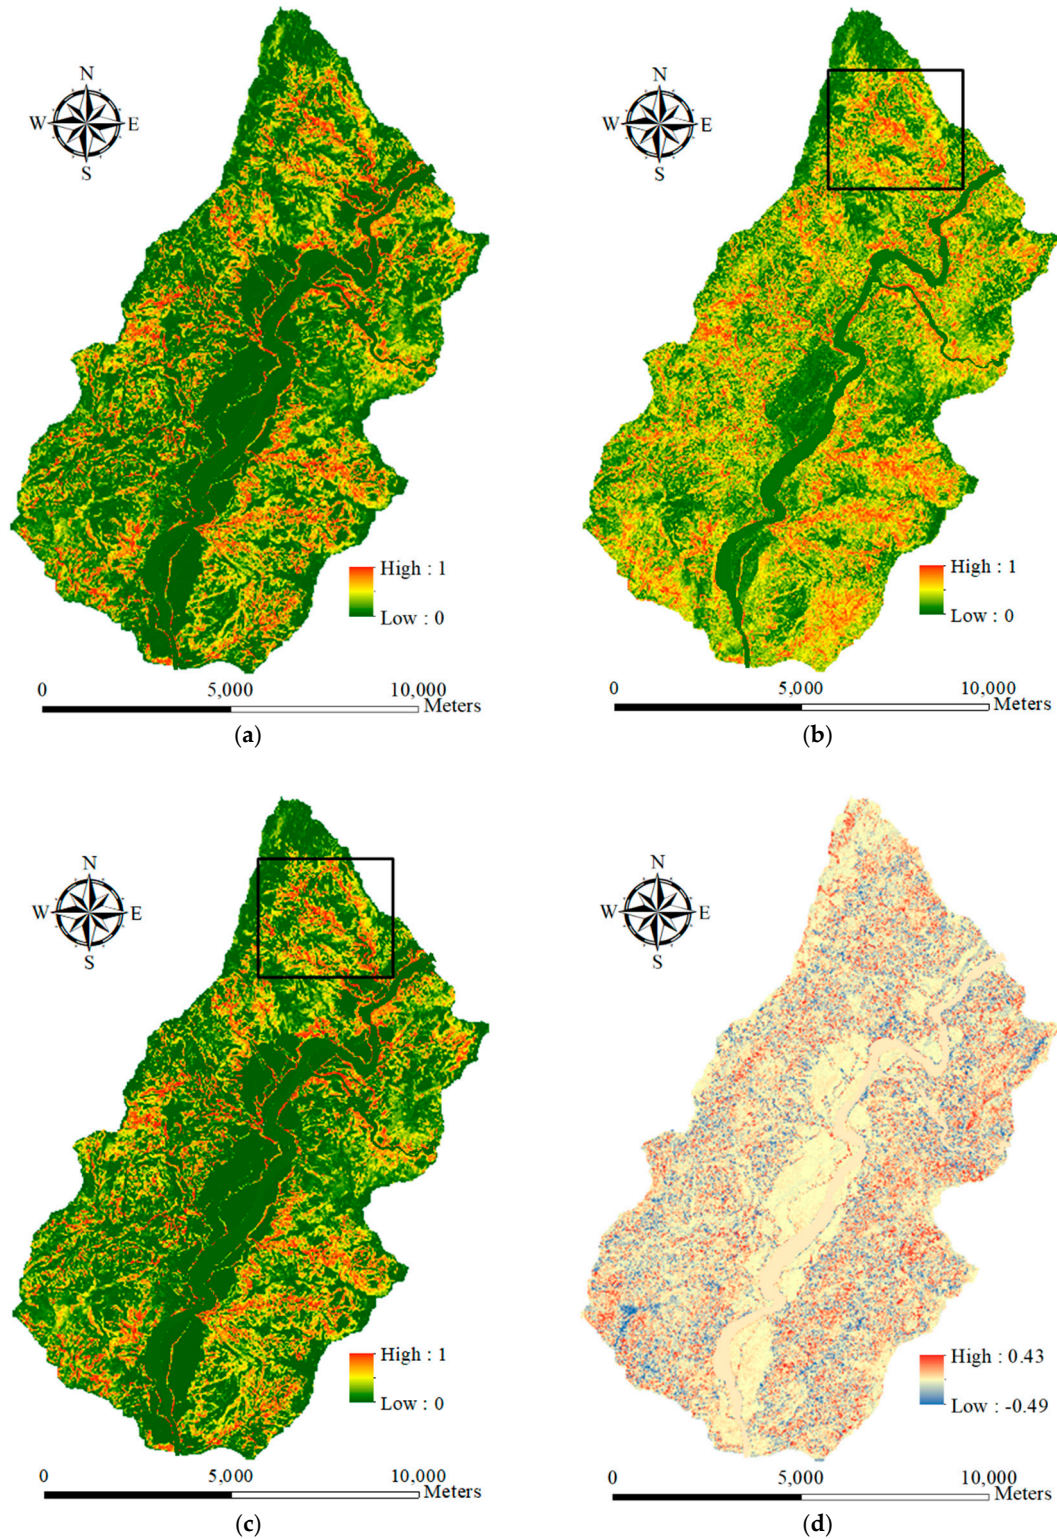 N
W E
S
High : 1
Low : 0
0 5,000 10,000
Meters
(a)
N
W E
S
High : 1
Low : 0
0 5,000 10,000
Meters
(b)
N
W E
S
High : 1
Low : 0
0 5,000 10,000
Meters
(c)
N
W E
S
High : 0.43
Low : -0.49
0 5,000 10,000
Meters
(d)